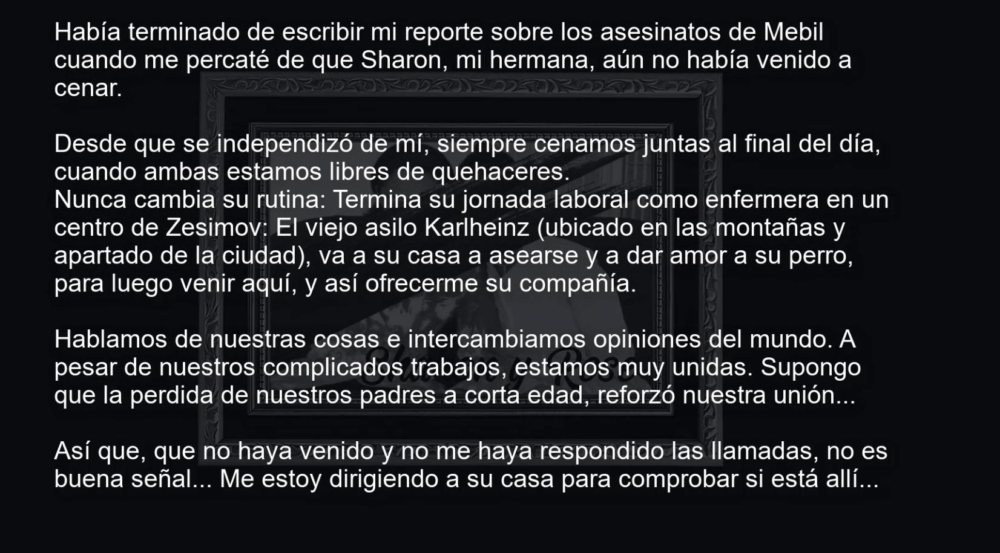 Había terminado de escribir mi reporte sobre los asesinatos de Mebil
cuando me percaté de que Sharon, mi hermana, aún no había venido a
cenar.
Desde que se independizó de mí, siempre cenamos juntas al final del día,
cuando ambas estamos libres de quehaceres.
Nunca cambia su rutina: Termina su jornada laboral como enfermera en un
centro de Zesimov: El viejo asilo Karlheinz (ubicado en las montañas y
apartado de la ciudad), va a su casa a asearse y a dar amor a su perro,
para luego venir aquí, y así ofrecerme su compañía.
Hablamos de nuestras cosas e intercambiamos opiniones del mundo. A
pesar de nuestros complicados trabajos, estamos muy unidas. Supongo
que la perdida de nuestros padres a corta edad, reforzó nuestra unión...
Así que, que no haya venido y no me haya respondido las llamadas, no es
buena señal... Me estoy dirigiendo a su casa para comprobar si está allí...
Sharon y Rose